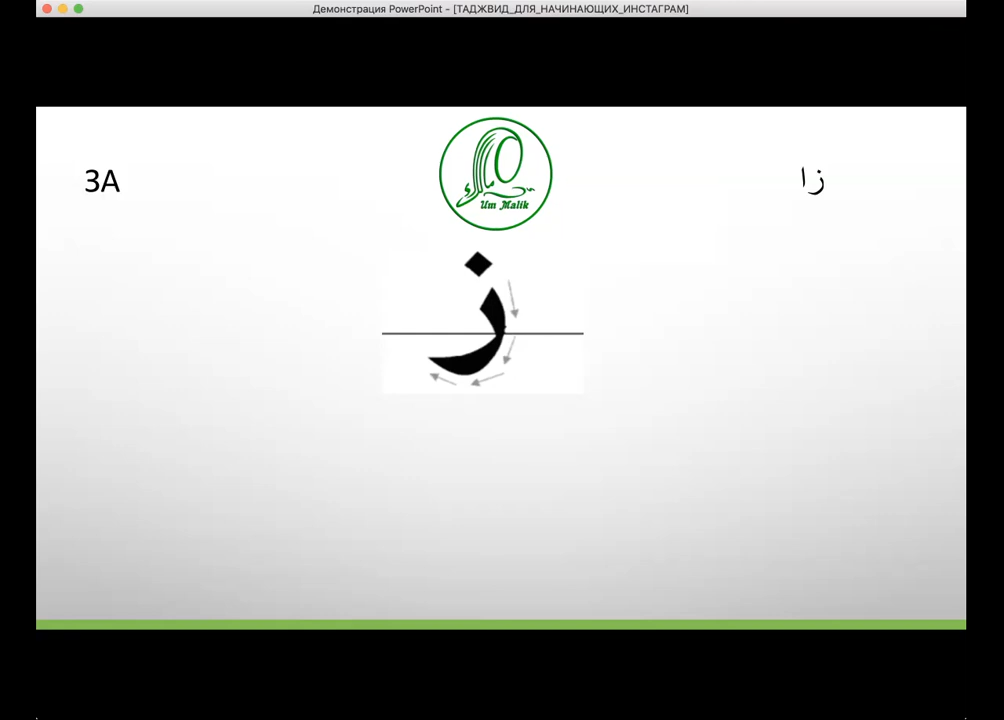 Демонстрация PowerPoint - [ТАДЖВИД_ДЛЯ_НАЧИНАЮЩИХ_ИНСТАГРАМ]
ЗА
زا
Um Malik
ز